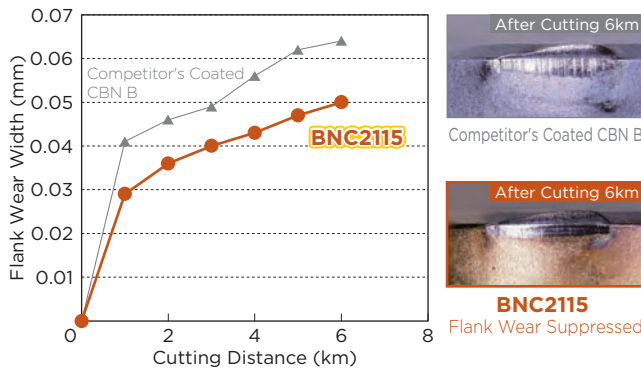 0.07
0.06
0.05
0.04
0.03
0.02
0.01
0
2
4
6
8
Flank Wear Width (mm)
Cutting Distance (km)
Competitor's Coated
CBN B
BNC2115
After Cutting 6km
Competitor's Coated CBN B
After Cutting 6km
BNC2115
Flank Wear Suppressed